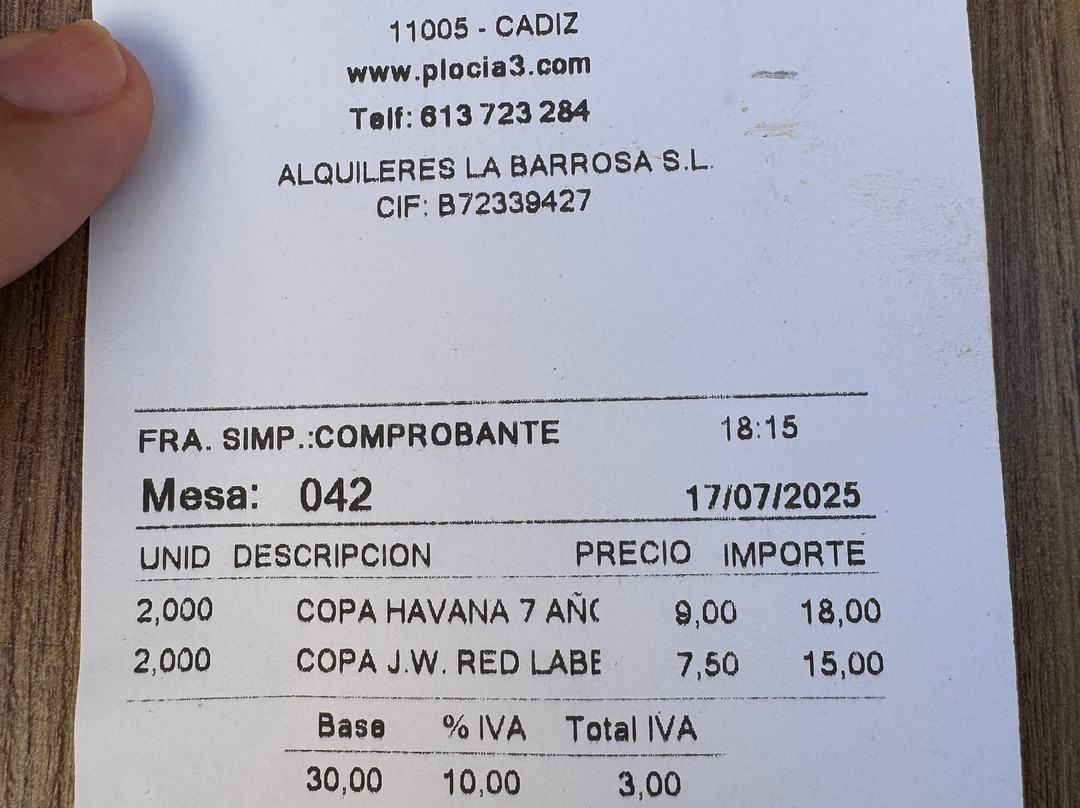 11005 - CADIZ
www.plocia3.com
Telf: 613 723 284
ALQUILERES LA BARROSA S.L.
CIF: B72339427
FRA. SIMP.:COMPROBANTE 18:15
Mesa: 042 17/07/2025
UNID DESCRIPCION PRECIO IMPORTE
2,000 COPA HAVANA 7 AÑ 9,00 18,00
2,000 COPA J.W. RED LABE 7,50 15,00
Base % IVA Total IVA
30,00 10,00 3,00